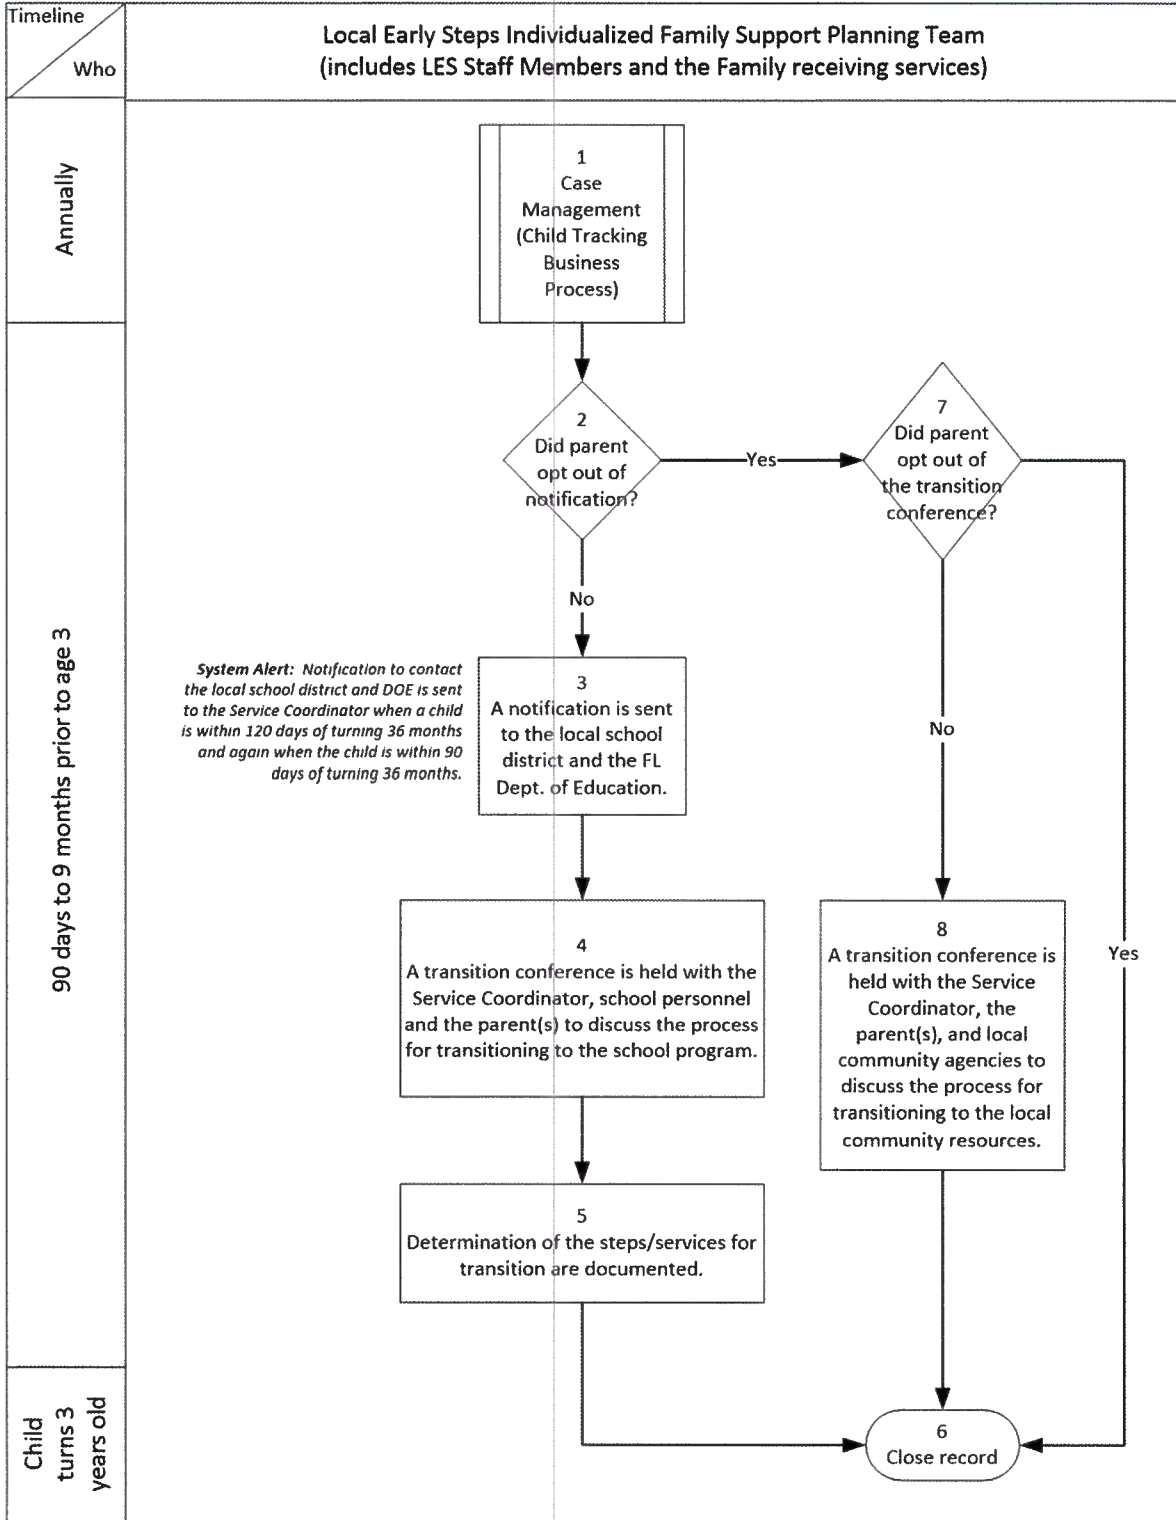 Timeline
Who
Local Early Steps Individualized Family Support Planning Team
(includes LES Staff Members and the Family receiving services)
Annually
1
Case
Management
(Child Tracking
Business
Process)
90 days to 9 months prior to age 3
2
Did parent
opt out of
notification?
Yes
7
Did parent
opt out of
the transition
conference?
No
System Alert: Notification to contact
the local school district and DOE is sent
to the Service Coordinator when a child
is within 120 days of turning 36 months
and again when the child is within 90
days of turning 36 months.
3
A notification is sent
to the local school
district and the FL
Dept. of Education.
No
4
A transition conference is held with the
Service Coordinator, school personnel
and the parent(s) to discuss the process
for transitioning to the school program.
8
A transition conference is
held with the Service
Coordinator, the
parent(s), and local
community agencies to
discuss the process for
transitioning to the local
community resources.
Yes
5
Determination of the steps/services for
transition are documented.
Child
turns 3
years old
6
Close record